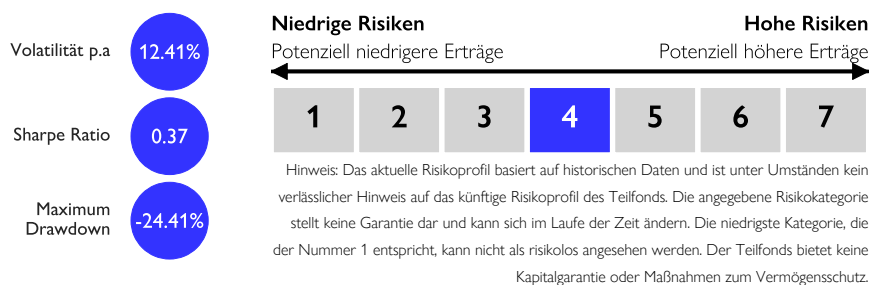 Volatilität p.a
12.41%
Sharpe Ratio
0.37
Maximum
Drawdown
-24.41%
Niedrige Risiken
Hohe Risiken
Potenziell niedrigere Erträge
Potenziell höhere Erträge
1 2 3 4 5 6 7
Hinweis: Das aktuelle Risikoprofil basiert auf historischen Daten und ist unter Umständen kein
verlässlicher Hinweis auf das künftige Risikoprofil des Teilfonds. Die angegebene Risikokategorie
stellt keine Garantie dar und kann sich im Laufe der Zeit ändern. Die niedrigste Kategorie, die
der Nummer 1 entspricht, kann nicht als risikolos angesehen werden. Der Teilfonds bietet keine
Kapitalgarantie oder Maßnahmen zum Vermögensschutz.